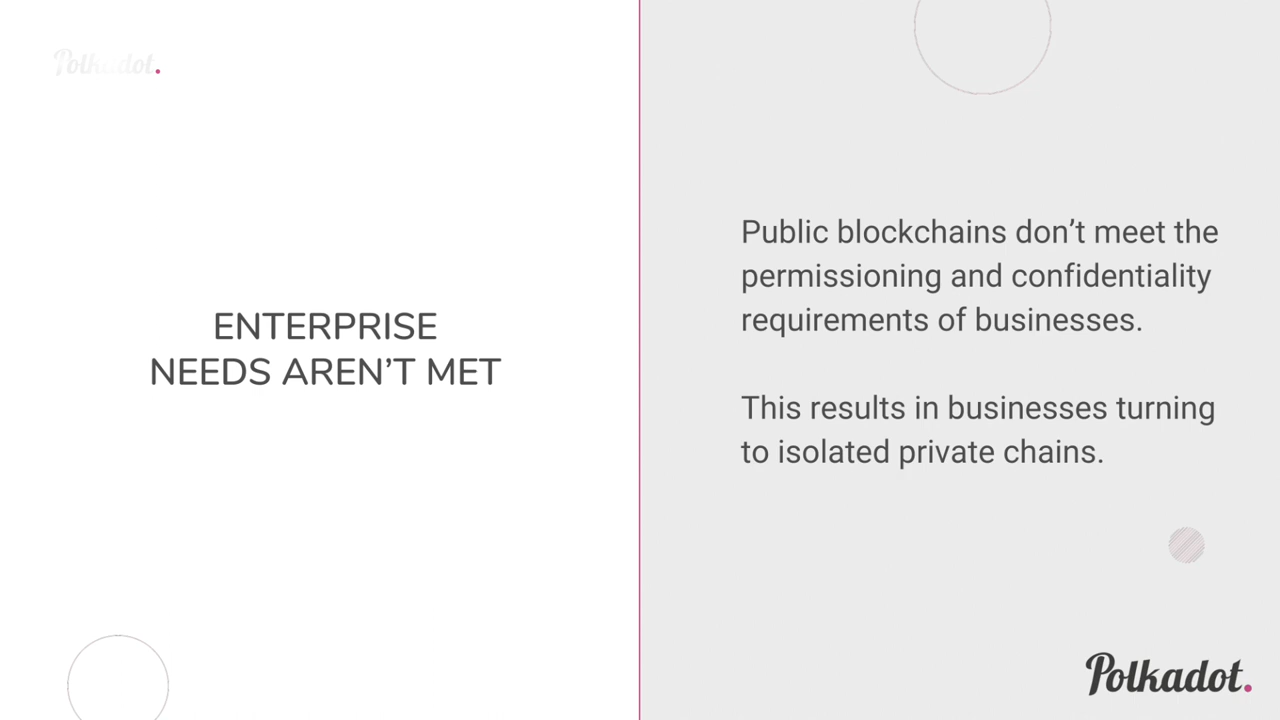 Polkadot.
ENTERPRISE
NEEDS AREN’T MET
Public blockchains don’t meet the
permissioning and confidentiality
requirements of businesses.
This results in businesses turning
to isolated private chains.
Polkadot.